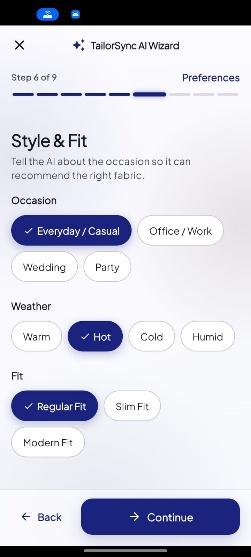 TailorSync AI Wizard
Step 6 of 9 Preferences
Style & Fit
Tell the AI about the occasion so it can
recommend the right fabric.
Occasion
Everyday / Casual Office / Work
Wedding Party
Weather
Warm Hot Cold Humid
Fit
Regular Fit Slim Fit
Modern Fit
Back Continue